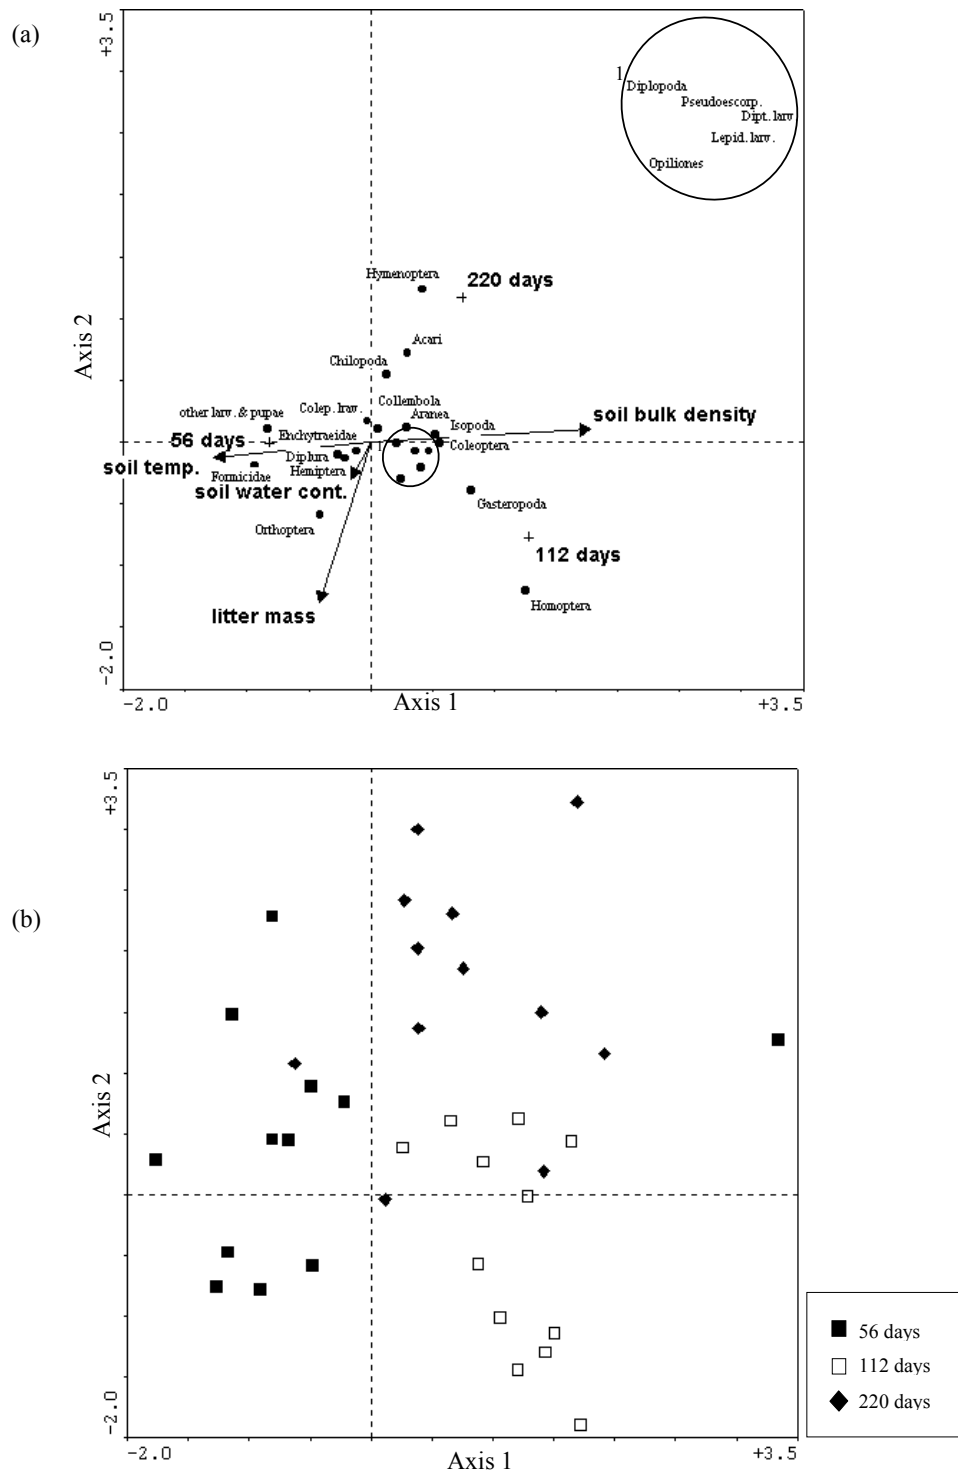 (a)
+3.5
1
Diplopoda
Pseudoescorp.
Dipt. larv
Lepid. larv.
Opiliones
Hymenoptera
220 days
Axis 2
Acari
Chilopoda
Collembola
other larv. & pupae
Colep. lrav.
Aranea
soil bulk density
56 days
Enchytraeidae
Isopoda
1
Coleoptera
soil temp.
Diplura
Formicidae
Hemiptera
soil water cont.
Gasteropoda
Orthoptera
112 days
litter mass
Homoptera
-2.0
-2.0
Axis 1
+3.5
(b)
+3.5
Axis 2
-2.0
-2.0
Axis 1
+3.5
56 days
112 days
220 days